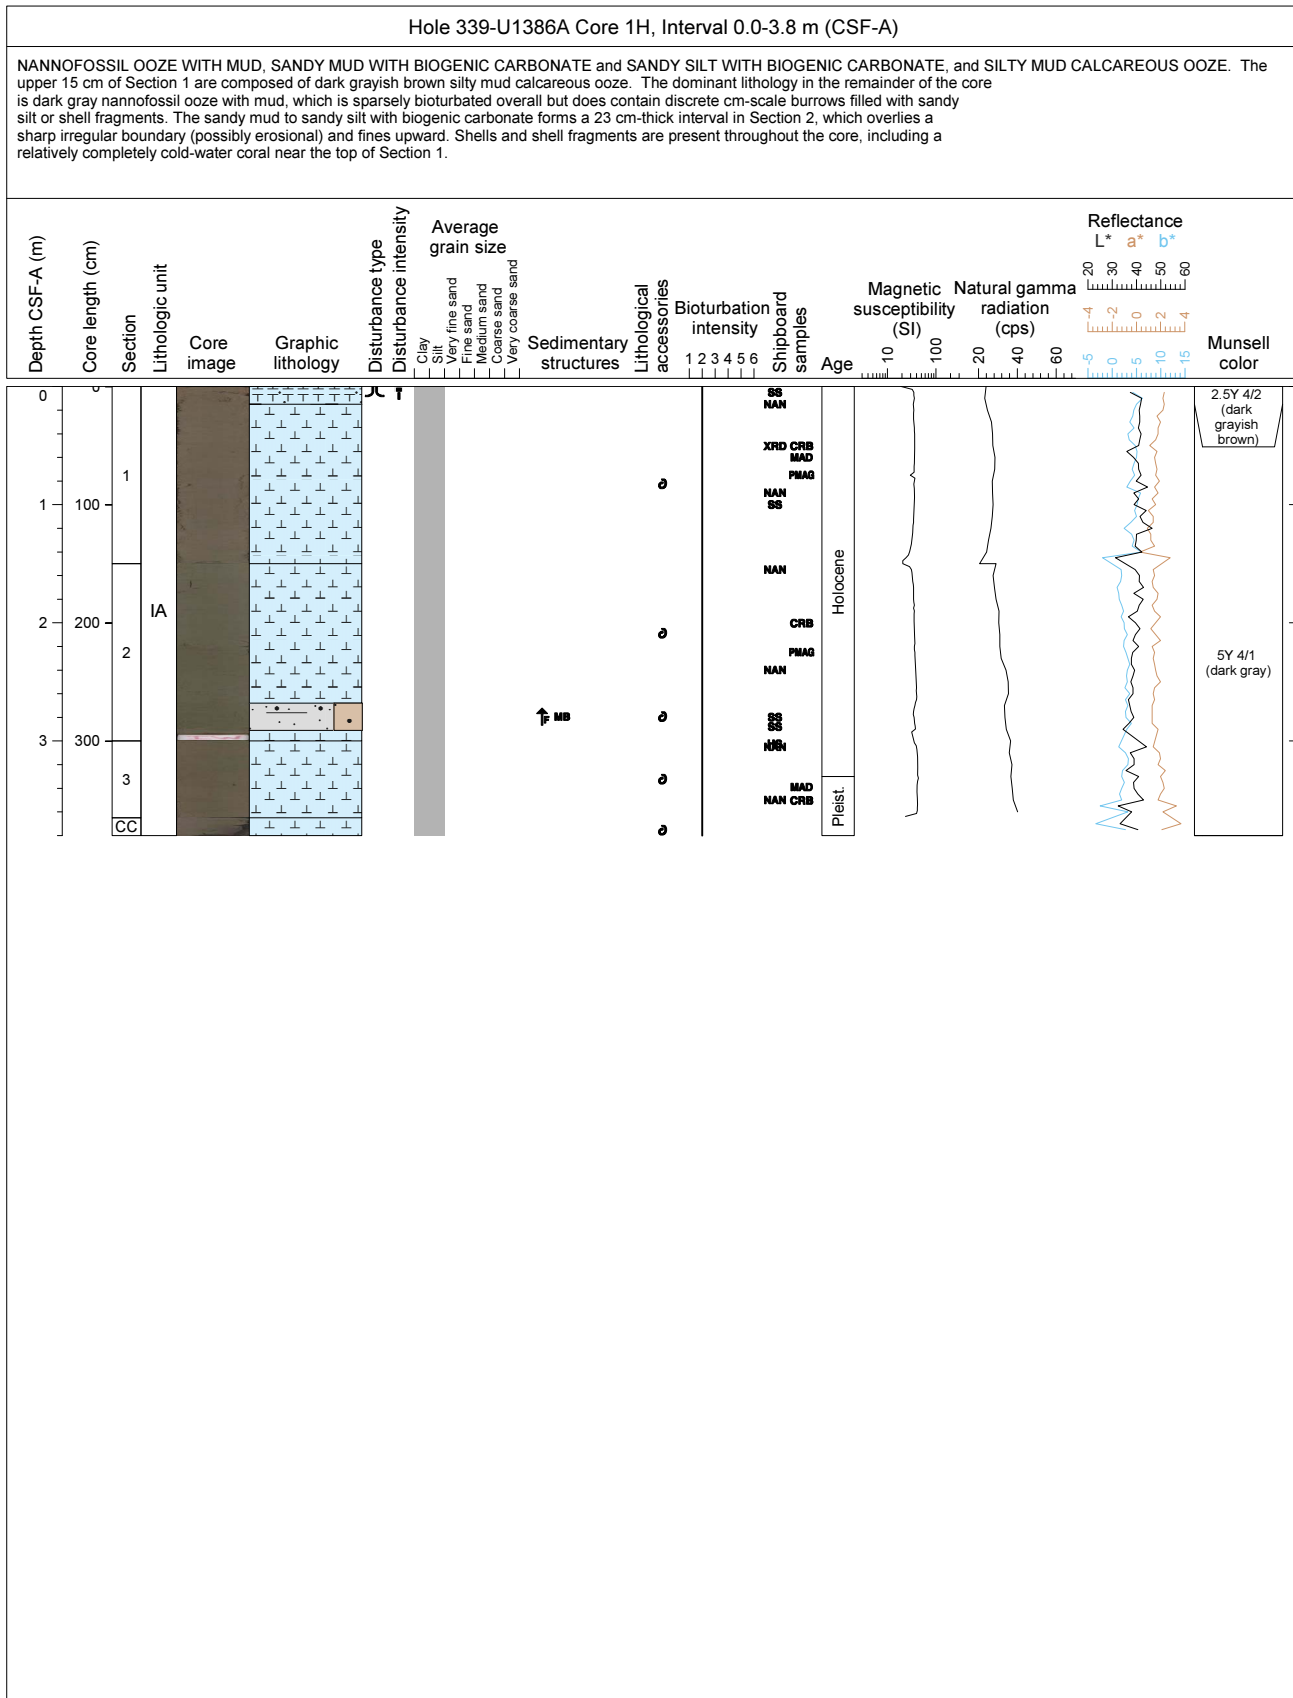 Hole 339-U1386A Core 1H, Interval 0.0-3.8 m (CSF-A)
NANNOFOSSIL OOZE WITH MUD, SANDY MUD WITH BIOGENIC CARBONATE and SANDY SILT WITH BIOGENIC CARBONATE, and SILTY MUD CALCAREOUS OOZE. The
upper 15 cm of Section 1 are composed of dark grayish brown silty mud calcareous ooze. The dominant lithology in the remainder of the core
is dark gray nannofossil ooze with mud, which is sparsely bioturbated overall but does contain discrete cm-scale burrows filled with sandy
silt or shell fragments. The sandy mud to sandy silt with biogenic carbonate forms a 23 cm-thick interval in Section 2, which overlies a
sharp irregular boundary (possibly erosional) and fines upward. Shells and shell fragments are present throughout the core, including a
relatively completely cold-water coral near the top of Section 1.
Depth CSF-A (m)
Core length (cm)
Section
Lithologic unit
Core
image
Graphic
lithology
Disturbance type
Disturbance intensity
Average
grain size
Clay
Silt
Very fine sand
Fine sand
Medium sand
Coarse sand
Very coarse sand
Sedimentary
structures
Lithological
accessories
Bioturbation
intensity
1 2 3 4 5 6
Shipboard
samples
Age
Magnetic
susceptibility
(SI)
10 100
Natural gamma
radiation
(cps)
20 40 60
Reflectance
L* a* b*
20 30 40 50 60
-4 -2 0 2 4
-5 0 5 10 15
Munsell
color
0
1
2
3
0
100
200
300
1
2
3
CC
IA
F MB
SS
NAN
XRD CRB
MAD
PMAG
NAN
SS
NAN
CRB
PMAG
NAN
SS
SS
NAN
MAD
NAN CRB
Holocene
Pleist.
2.5Y 4/2
(dark
grayish
brown)
5Y 4/1
(dark gray)